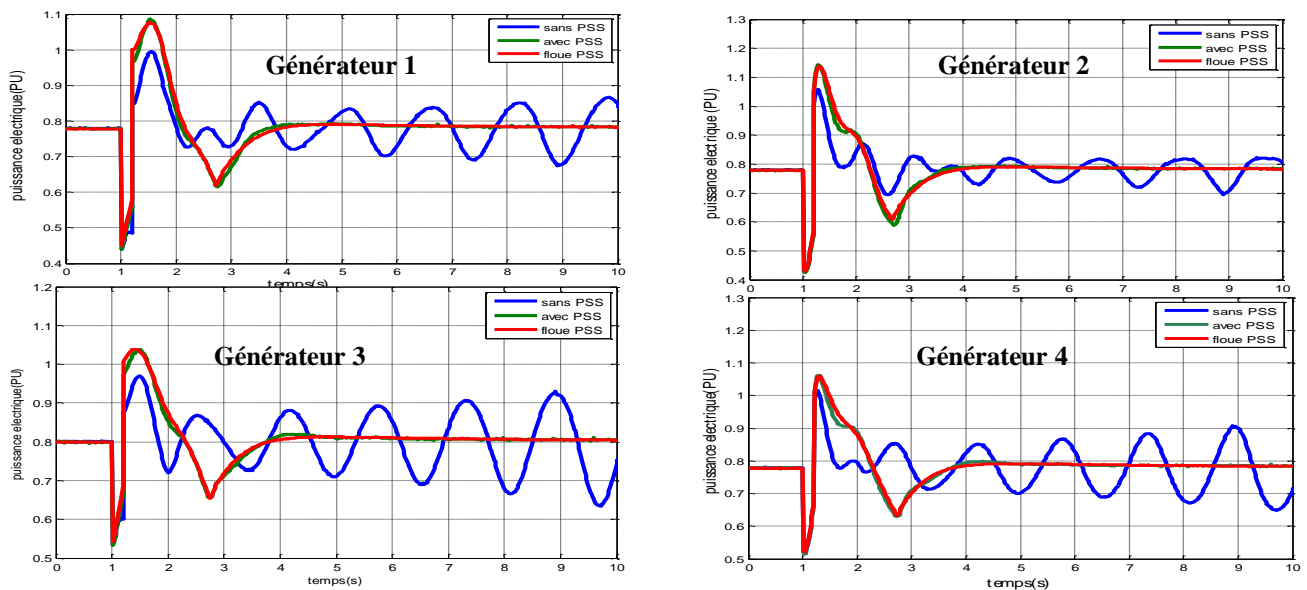 sans PSS
avec PSS
floue PSS
Générateur 1
puissance electrique(PU)
1.1
1
0.9
0.8
0.7
0.6
0.5
0.4
0 1 2 3 4 5 6 7 8 9 10
temps(s)
sans PSS
avec PSS
floue PSS
Générateur 2
puissance electrique (PU)
1.3
1.2
1.1
1
0.9
0.8
0.7
0.6
0.5
0.4
0 1 2 3 4 5 6 7 8 9 10
sans PSS
avec PSS
floue PSS
Générateur 3
puissance electrique(PU)
1.2
1.1
1
0.9
0.8
0.7
0.6
0.5
0 1 2 3 4 5 6 7 8 9 10
temps(s)
sans PSS
avec PSS
floue PSS
Générateur 4
puissance electrique(PU)
1.3
1.2
1.1
1
0.9
0.8
0.7
0.6
0.5
0 1 2 3 4 5 6 7 8 9 10
temps(s)